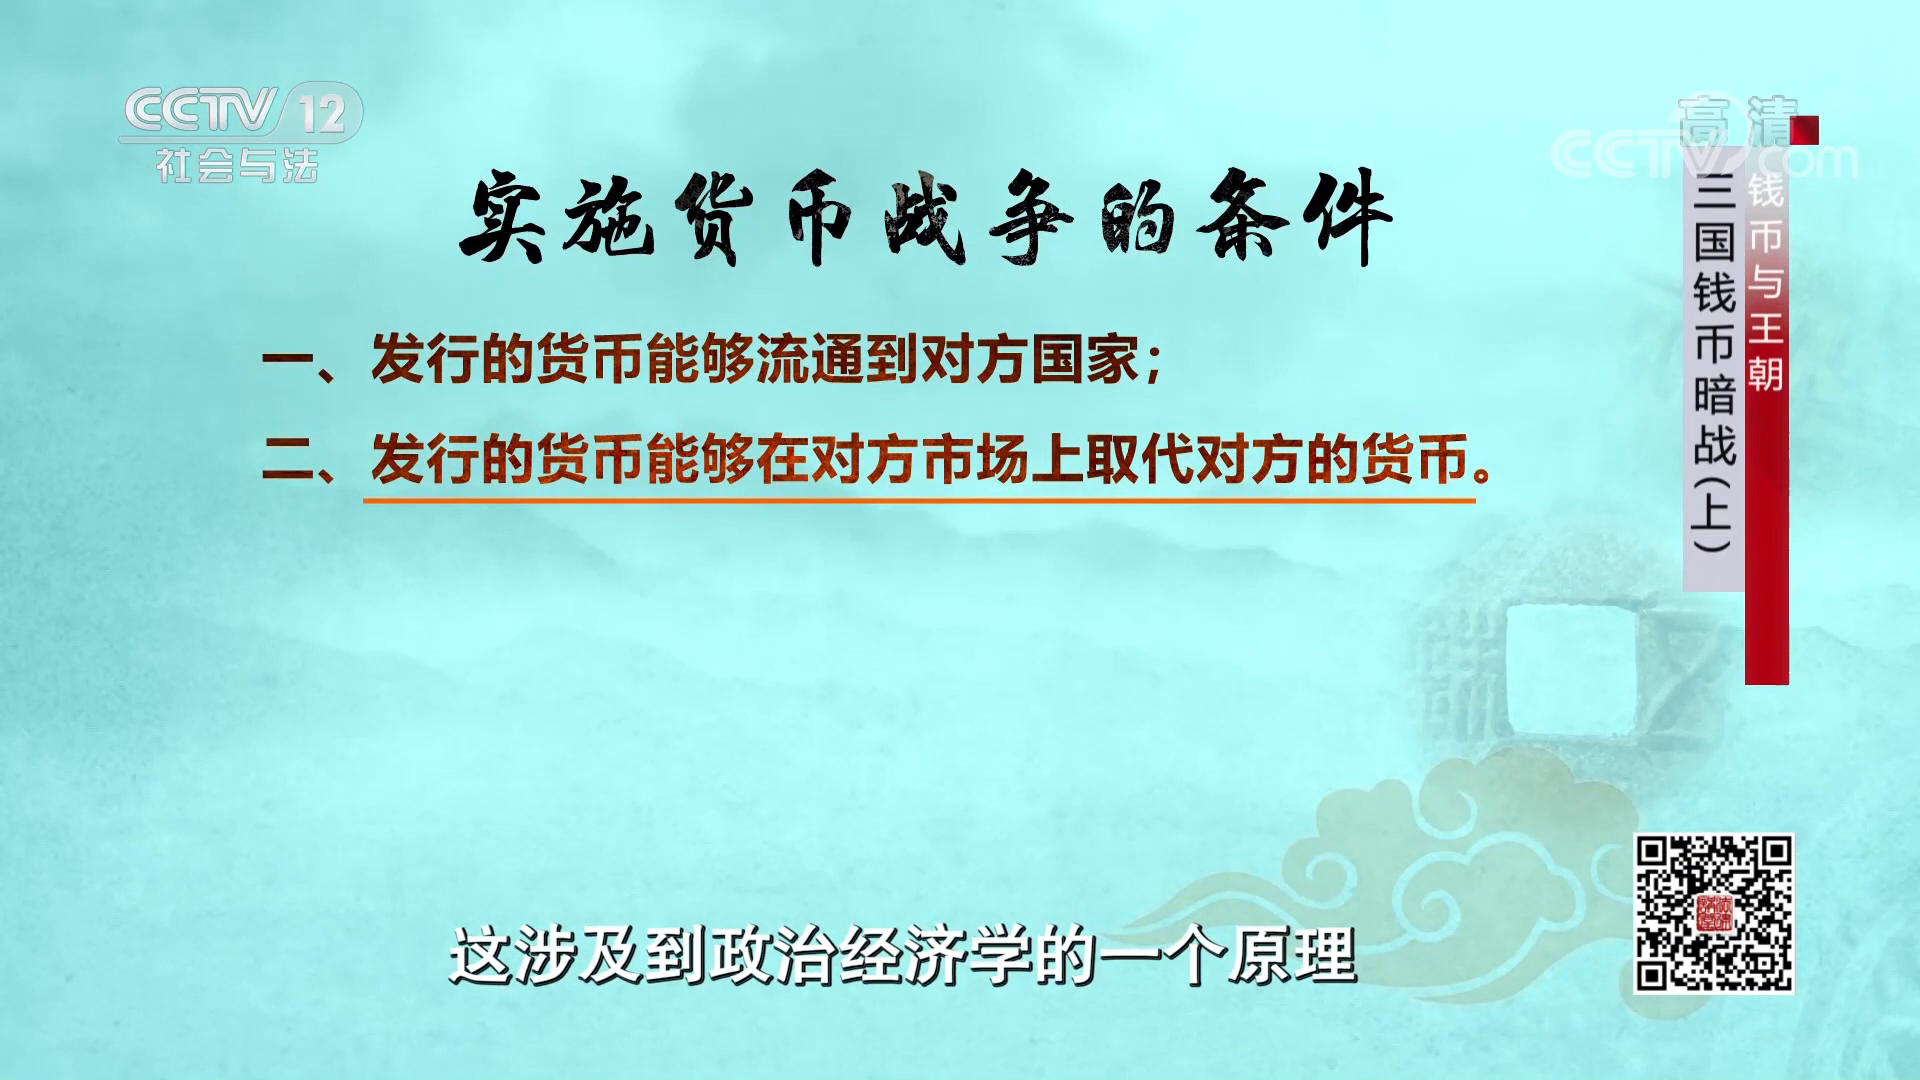 CCTV 12
社会与法
高清
CCTV.com
实施货币战争的条件
一、发行的货币能够流通到对方国家；
二、发行的货币能够在对方市场上取代对方的货币。
钱币与王朝
三国钱币暗战(上)
这涉及到政治经济学的一个原理